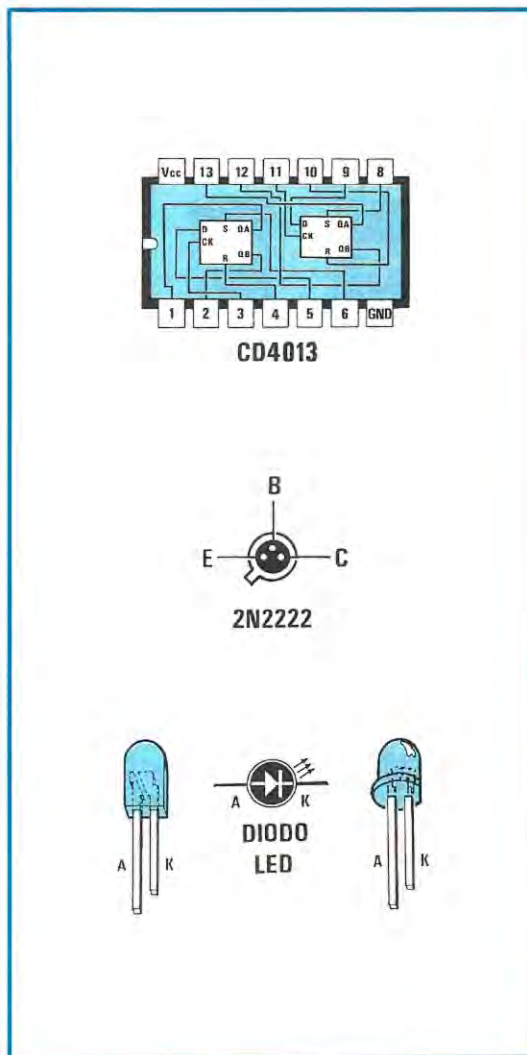 Vcc 13 12 11 10 9 8
D S QA D S QA
CK CK
R QB R QB
1 2 3 4 5 6 GND
CD4013
B
E C
2N2222
A K
DIODO
LED
A K A K